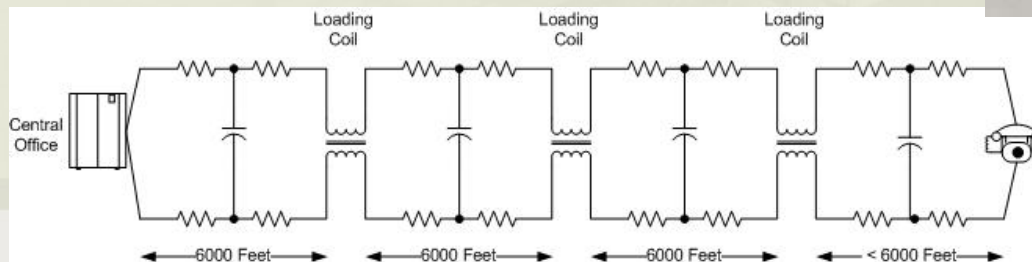 Loading
Coil
Loading
Coil
Loading
Coil
Central
Office
6000 Feet
6000 Feet
6000 Feet
< 6000 Feet